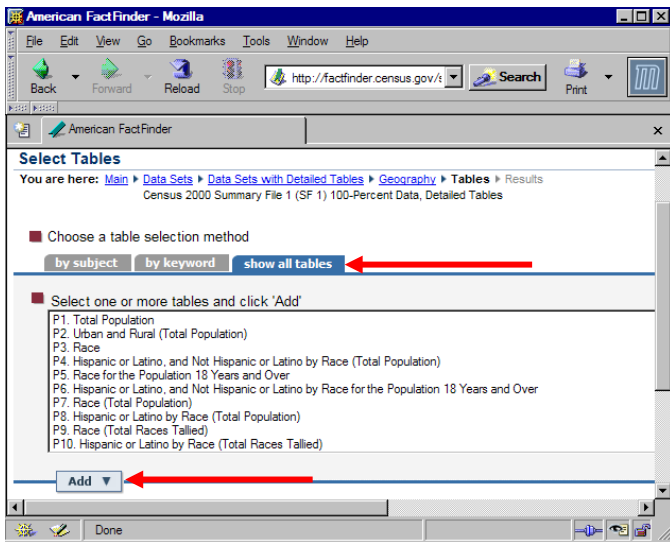 American FactFinder - Mozilla
File Edit View Go Bookmarks Tools Window Help
Back Forward Reload Stop http://factfinder.census.gov/s Search Print
American FactFinder x
Select Tables
You are here: Main Data Sets Data Sets with Detailed Tables Geography Tables Results
Census 2000 Summary File 1 (SF 1) 100-Percent Data, Detailed Tables
Choose a table selection method
by subject by keyword show all tables
Select one or more tables and click 'Add'
P1. Total Population
P2. Urban and Rural (Total Population)
P3. Race
P4. Hispanic or Latino, and Not Hispanic or Latino by Race (Total Population)
P5. Race for the Population 18 Years and Over
P6. Hispanic or Latino, and Not Hispanic or Latino by Race for the Population 18 Years and Over
P7. Race (Total Population)
P8. Hispanic or Latino by Race (Total Population)
P9. Race (Total Races Tallied)
P10. Hispanic or Latino by Race (Total Races Tallied)
Add
Done